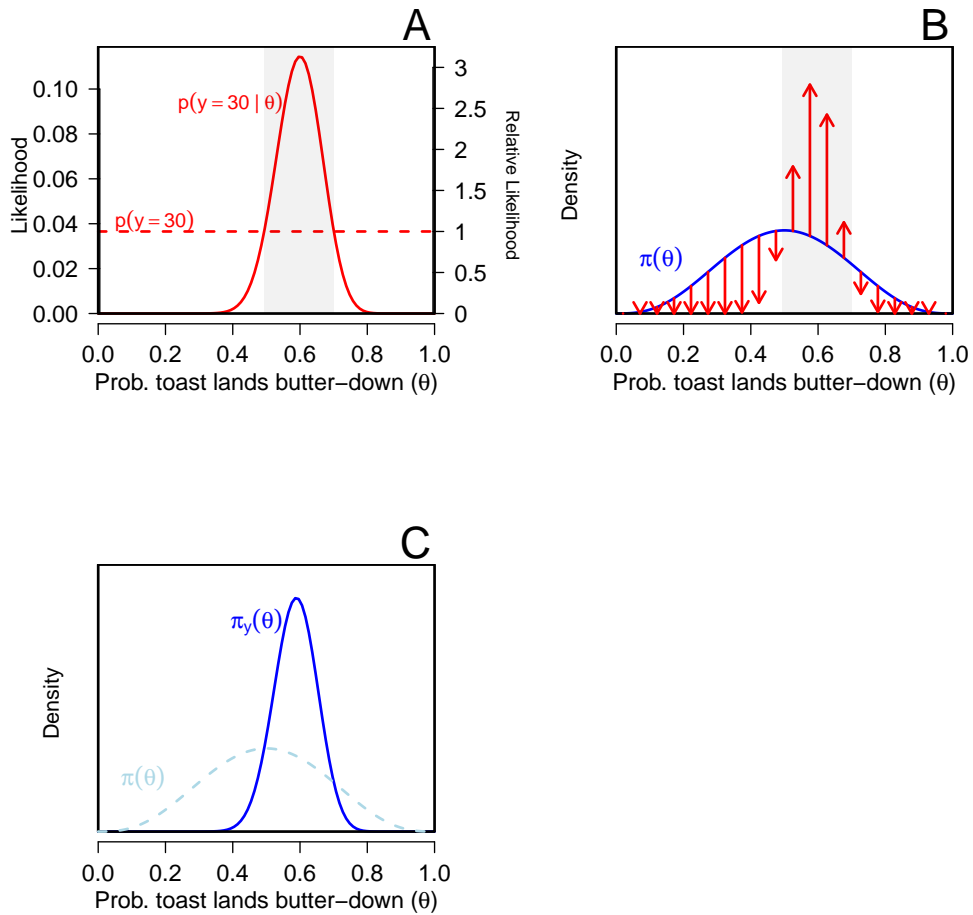 A
Likelihood
0.10
0.08
0.06
0.04
0.02
0.00
p(y = 30 | θ)
p(y = 30)
3
2.5
2
1.5
1
0.5
0
Relative Likelihood
0.0 0.2 0.4 0.6 0.8 1.0
Prob. toast lands butter−down (θ)
B
Density
π(θ)
0.0 0.2 0.4 0.6 0.8 1.0
Prob. toast lands butter−down (θ)
C
Density
πy(θ)
π(θ)
0.0 0.2 0.4 0.6 0.8 1.0
Prob. toast lands butter−down (θ)